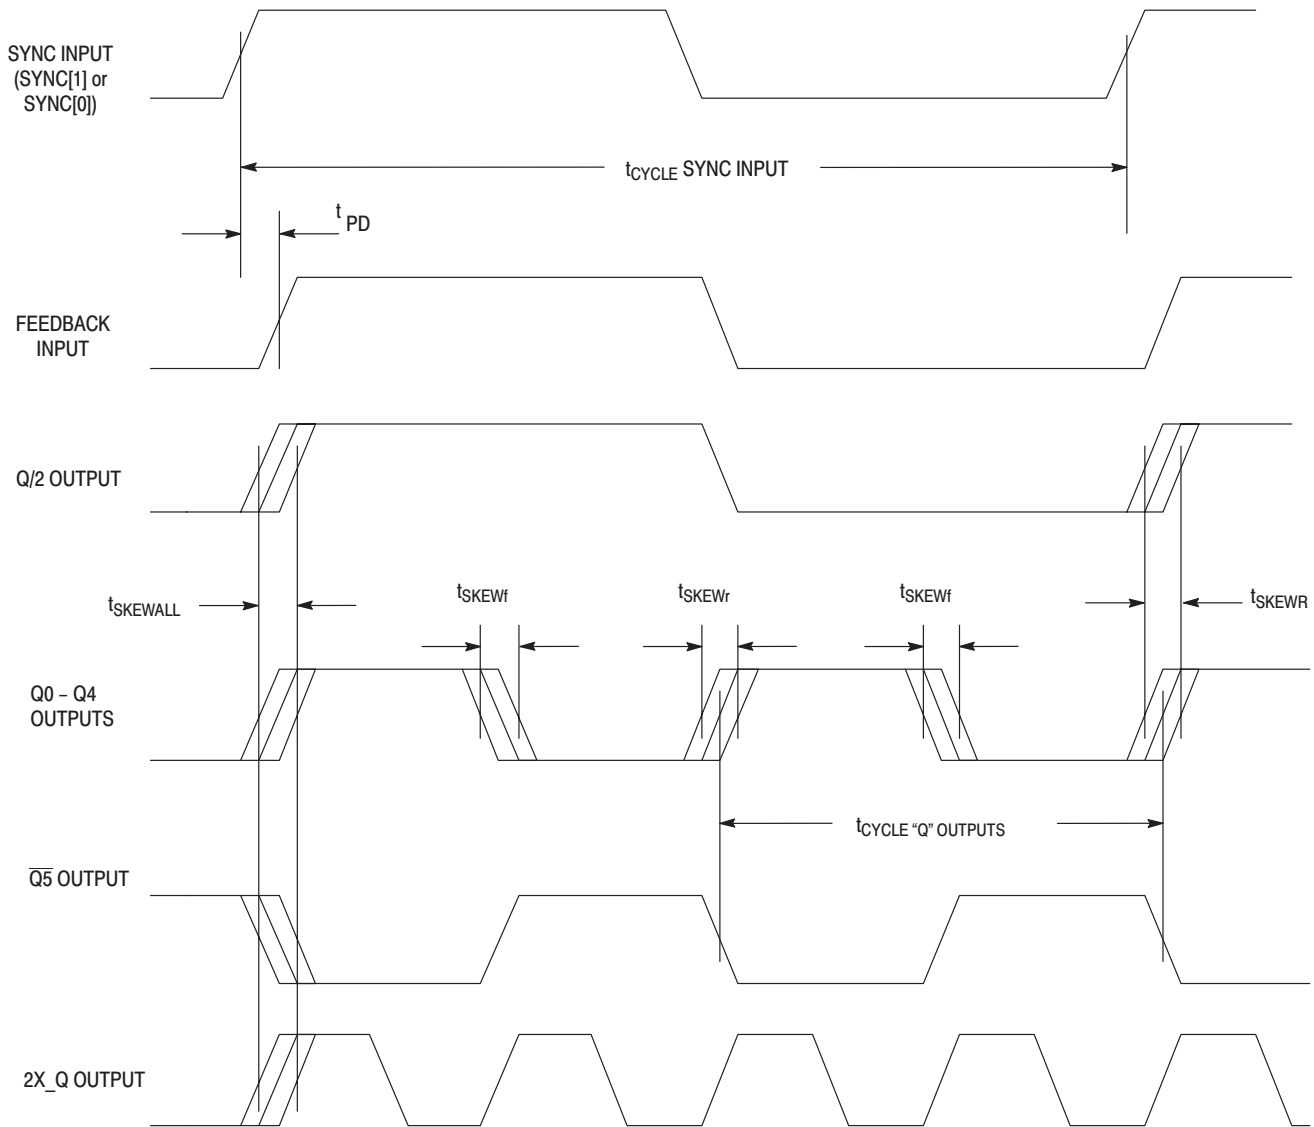 SYNC INPUT
(SYNC[1] or
SYNC[0])
tCYCLE SYNC INPUT
t PD
FEEDBACK
INPUT
Q/2 OUTPUT
tSKEWALL
tSKEWf
tSKEWr
tSKEWf
tSKEWR
Q0 – Q4
OUTPUTS
tCYCLE “Q” OUTPUTS
Q5 OUTPUT
2X_Q OUTPUT